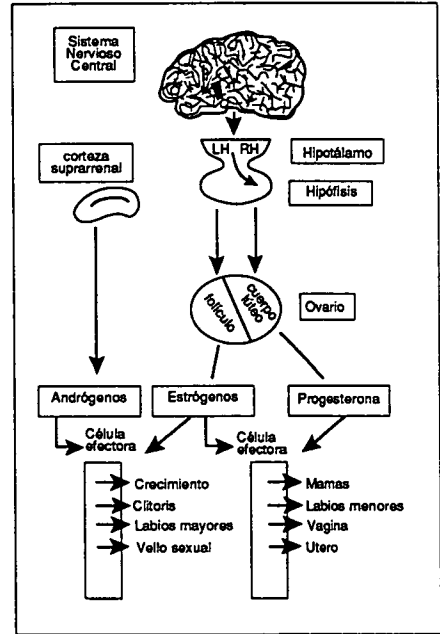 Sistema
Nervioso
Central
LH RH
Hipotálamo
corteza
suprarrenal
Hipófisis
folículo
cuerpo
lúteo
Ovario
Andrógenos
Estrógenos
Progesterona
Célula
efectora
Célula
efectora
Crecimiento
Clítoris
Labios mayores
Vello sexual
Mamas
Labios menores
Vagina
Utero